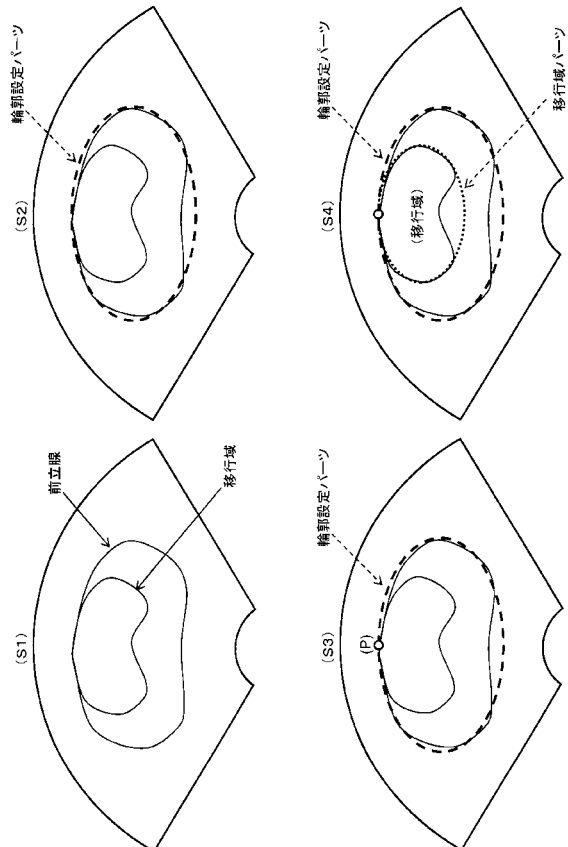 (S1)
前立腺
移行域
(S2)
輪郭設定パーツ
(S3)
(P)
輪郭設定パーツ
(S4)
輪郭設定パーツ
(移行域)
移行域パーツ